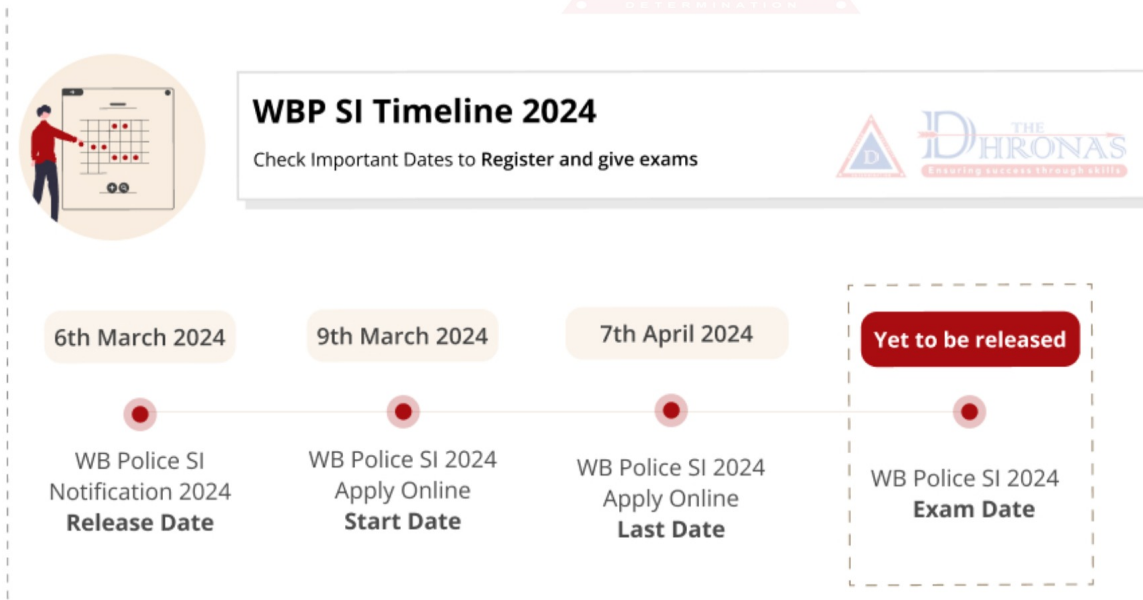 DETERMINATION
WBP SI Timeline 2024
Check Important Dates to Register and give exams
D
THE
DHRONAS
Ensuring success through skills
6th March 2024
WB Police SI
Notification 2024
Release Date
9th March 2024
WB Police SI 2024
Apply Online
Start Date
7th April 2024
WB Police SI 2024
Apply Online
Last Date
Yet to be released
WB Police SI 2024
Exam Date